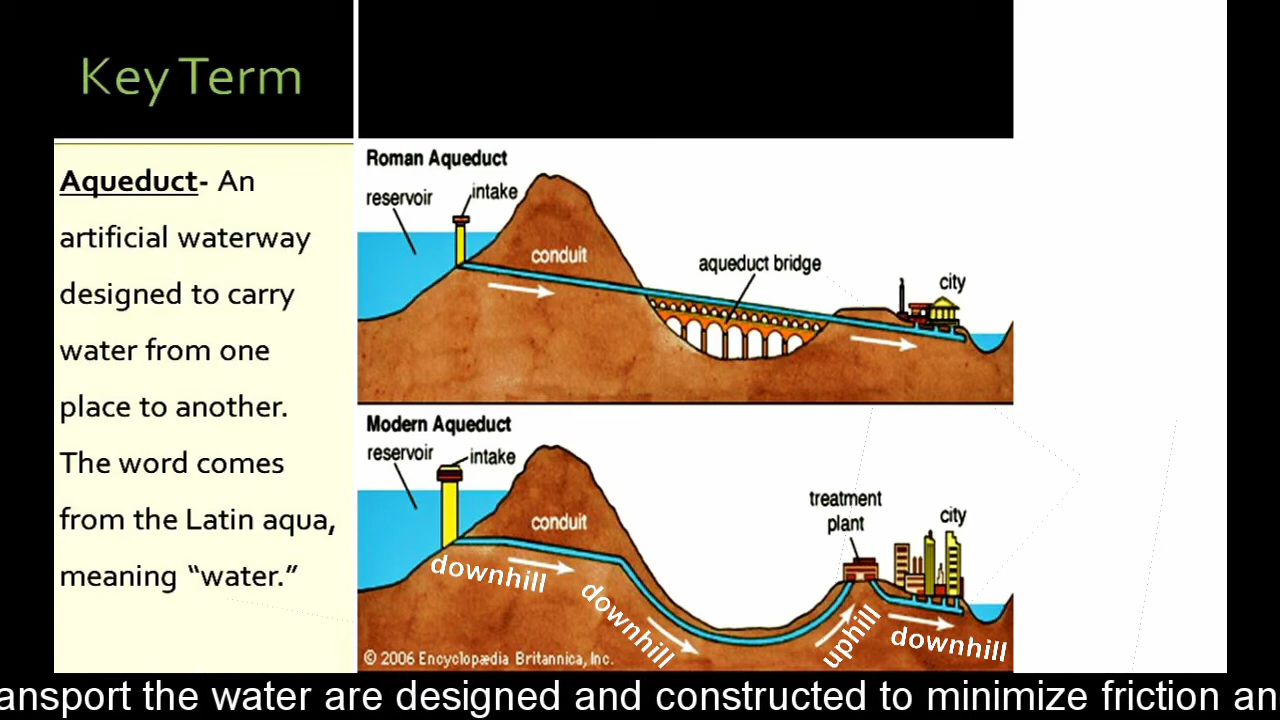 Key Term
Aqueduct- An
artificial waterway
designed to carry
water from one
place to another.
The word comes
from the Latin aqua,
meaning “water.”
Roman Aqueduct
reservoir
intake
conduit
aqueduct bridge
city
Modern Aqueduct
reservoir
intake
conduit
treatment
plant
city
downhill
downhill
uphill
downhill
© 2006 Encyclopædia Britannica, Inc.
the water are designed and constructed to minimize friction